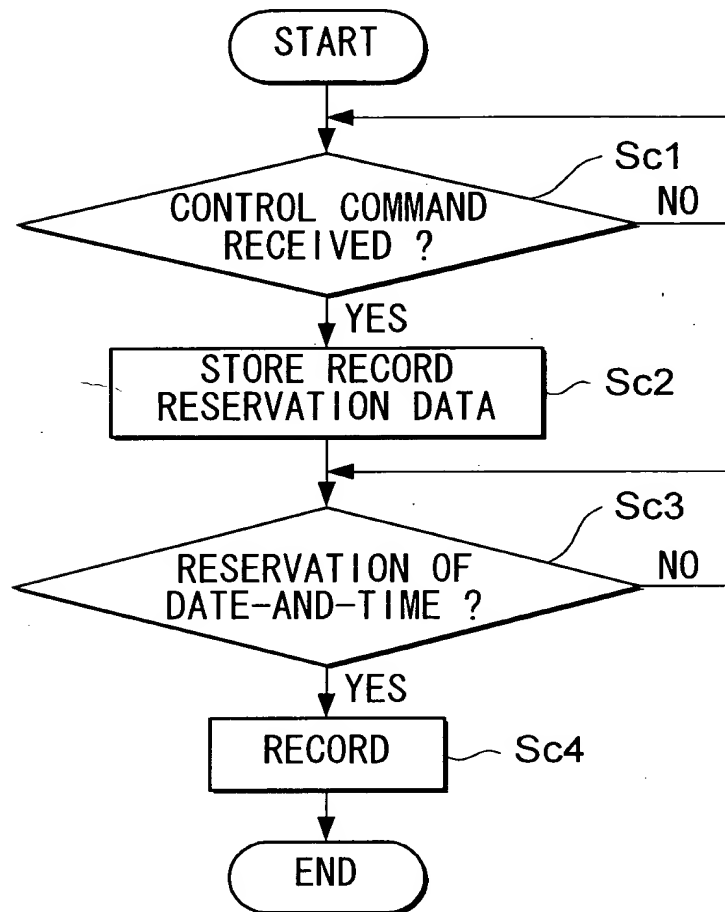 START
Sc1
CONTROL COMMAND
RECEIVED ?
NO
YES
STORE RECORD
RESERVATION DATA
Sc2
Sc3
RESERVATION OF
DATE-AND-TIME ?
NO
YES
RECORD
Sc4
END